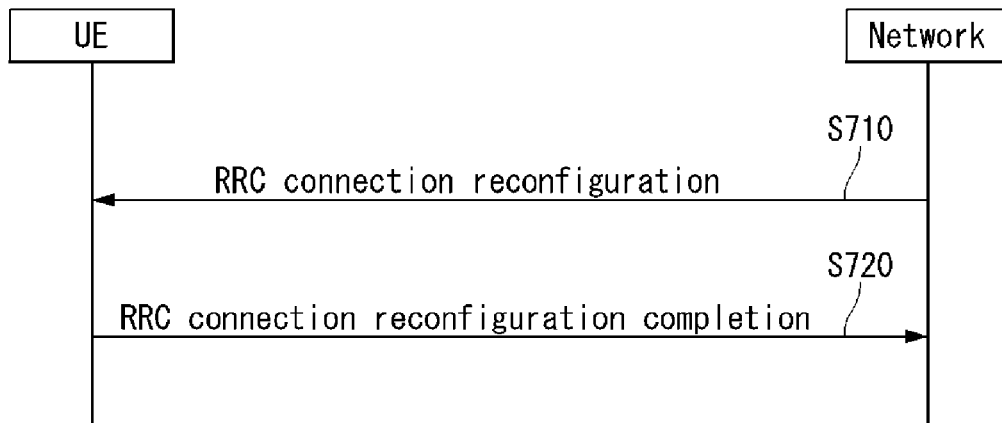 UE
Network
S710
RRC connection reconfiguration
S720
RRC connection reconfiguration completion